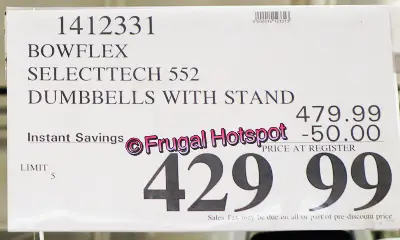 1412331
BOWFLEX
SELECTTECH 552
DUMBBELLS WITH STAND
479.99
Instant Savings -50.00
©Frugal Hotspot
PRICE AT REGISTER
LIMIT
5
429 99
Sales Tax may be due on all or part of pre-discount price